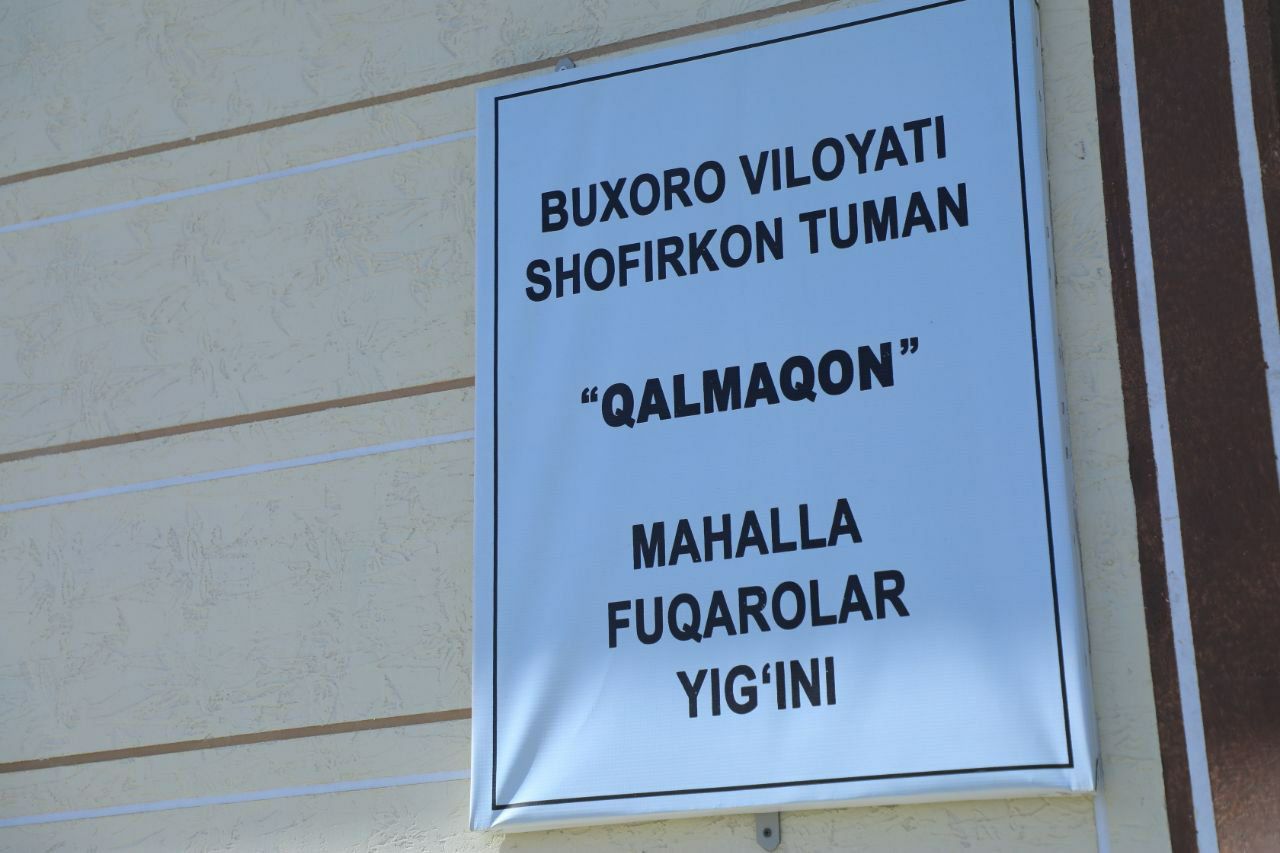 BUXORO VILOYATI
SHOFIRKON TUMAN
“QALMAQON”
MAHALLA
FUQAROLAR
YIG‘INI